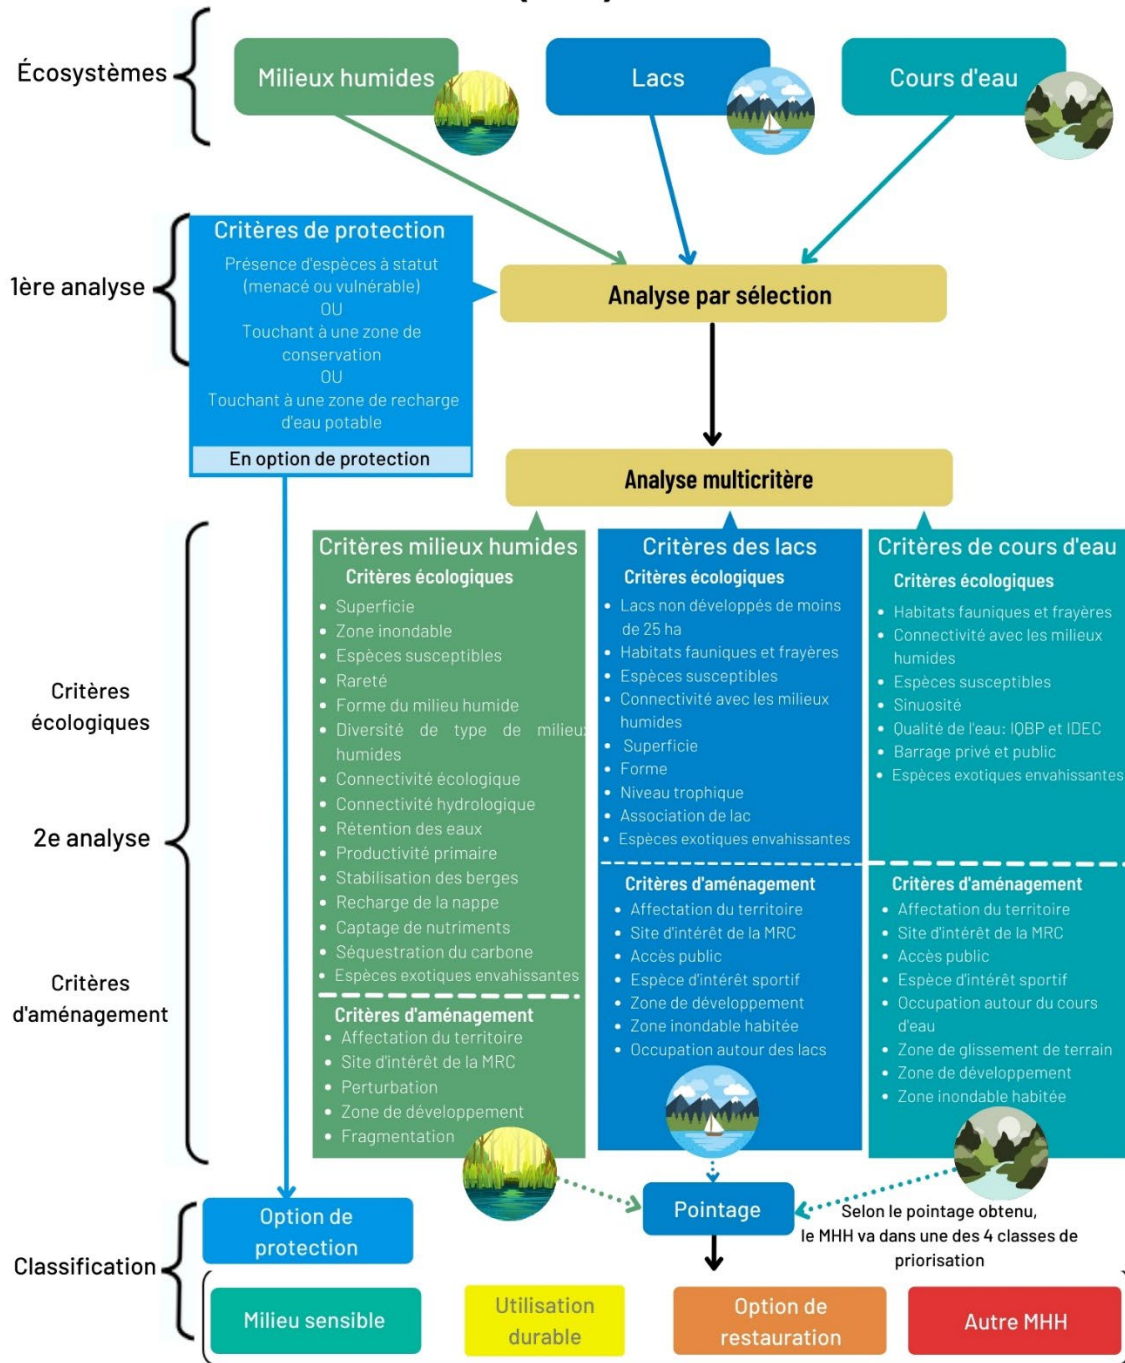 Écosystèmes
Milieux humides
Lacs
Cours d'eau
1ère analyse
Critères de protection
Présence d'espèces à statut
(menacé ou vulnérable)
OU
Touchant à une zone de
conservation
OU
Touchant à une zone de recharge
d'eau potable
En option de protection
Analyse par sélection
Analyse multicritère
Critères
écologiques
2e analyse
Critères
d'aménagement
Critères milieux humides
Critères écologiques
• Superficie
• Zone inondable
• Espèces susceptibles
• Rareté
• Forme du milieu humide
• Diversité de type de milieux
humides
• Connectivité écologique
• Connectivité hydrologique
• Rétention des eaux
• Productivité primaire
• Stabilisation des berges
• Recharge de la nappe
• Captage de nutriments
• Séquestration du carbone
• Espèces exotiques envahissantes
Critères d'aménagement
• Affectation du territoire
• Site d'intérêt de la MRC
• Perturbation
• Zone de développement
• Fragmentation
Critères des lacs
Critères écologiques
• Lacs non développés de moins
de 25 ha
• Habitats fauniques et frayères
• Espèces susceptibles
• Connectivité avec les milieux
humides
• Superficie
• Forme
• Niveau trophique
• Association de lac
• Espèces exotiques envahissantes
Critères d'aménagement
• Affectation du territoire
• Site d'intérêt de la MRC
• Accès public
• Espèce d'intérêt sportif
• Zone de développement
• Zone inondable habitée
• Occupation autour des lacs
Critères de cours d'eau
Critères écologiques
• Habitats fauniques et frayères
• Connectivité avec les milieux
humides
• Espèces susceptibles
• Sinuosité
• Qualité de l'eau: IQBP et IDEC
• Barrage privé et public
• Espèces exotiques envahissantes
Critères d'aménagement
• Affectation du territoire
• Site d'intérêt de la MRC
• Accès public
• Espèce d'intérêt sportif
• Occupation autour du cours
d'eau
• Zone de glissement de terrain
• Zone de développement
• Zone inondable habitée
Pointage
Selon le pointage obtenu,
le MHH va dans une des 4 classes de
priorisation
Classification
Option de
protection
Milieu sensible
Utilisation
durable
Option de
restauration
Autre MHH